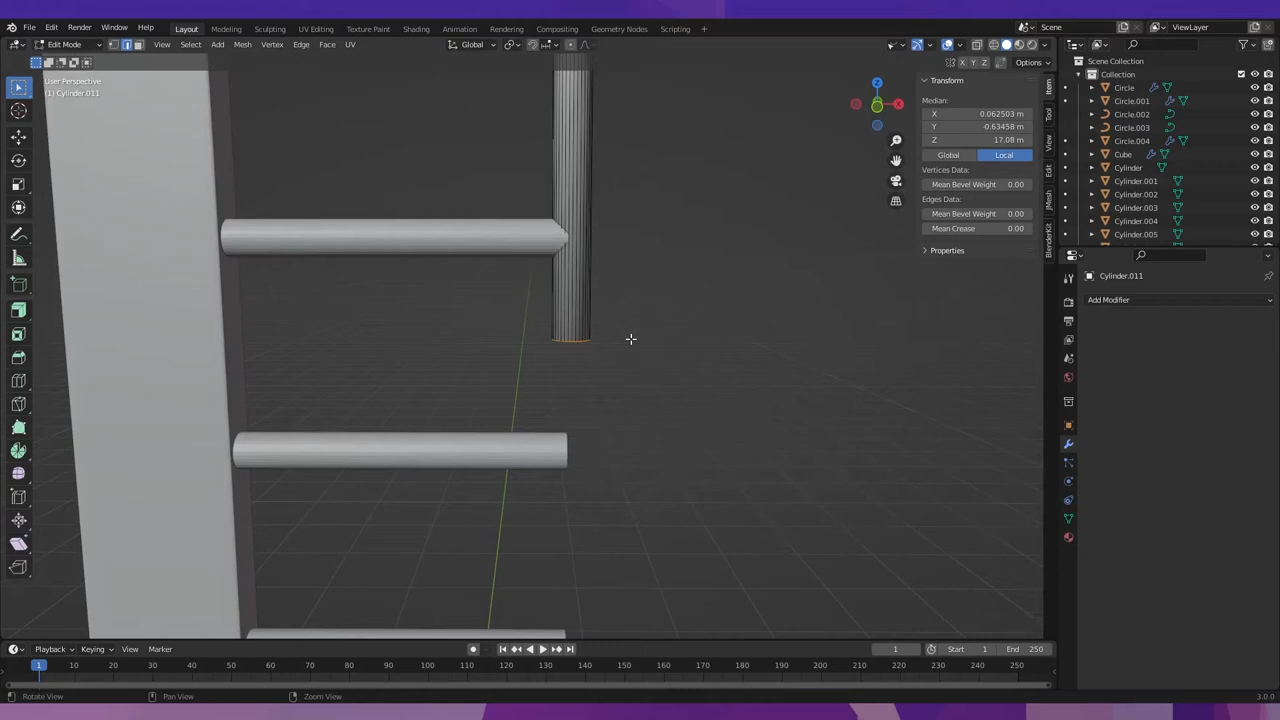 File Edit Render Window Help Layout Modeling Sculpting UV Editing Texture Paint Shading Animation Rendering Compositing Geometry Nodes Scripting Scene ViewLayer
Edit Mode View Select Add Mesh Vertex Edge Face UV Global
X Y Z Options
User Perspective
(1) Cylinder.011
Transform
Median:
X 0.062503 m
Y -0.63458 m
Z 17.08 m
Global Local
Vertices Data:
Mean Bevel Weight 0.00
Edges Data:
Mean Bevel Weight 0.00
Mean Crease 0.00
Properties
Z
X
Item
Tool
View
Edit
JMesh
BlenderKit
Scene Collection
Collection
Circle
Circle.001
Circle.002
Circle.003
Circle.004
Cube
Cylinder
Cylinder.001
Cylinder.002
Cylinder.003
Cylinder.004
Cylinder.005
Cylinder.011
Add Modifier
Playback Keying View Marker 1 Start 1 End 250
1 10 20 30 40 50 60 70 80 90 100 110 120 130 140 150 160 170 180 190 200 210 220 230 240 250
Rotate View Pan View Zoom View 3.0.0